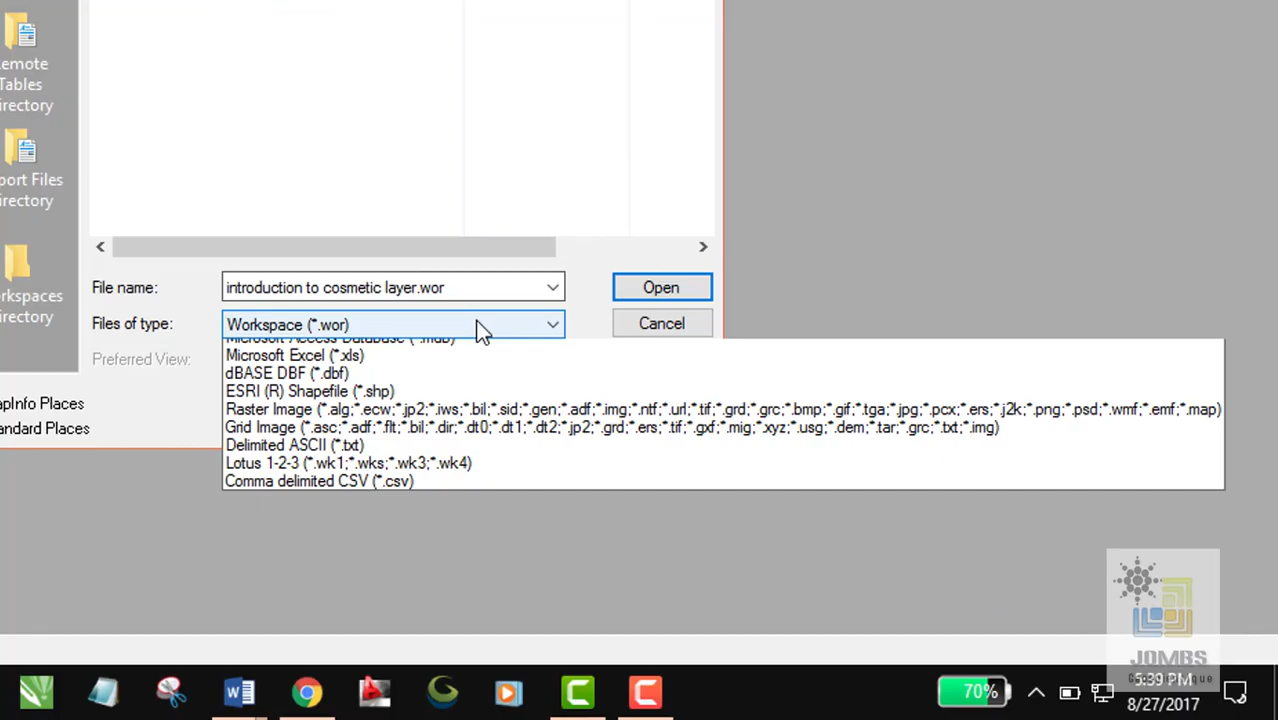 emote
Tables
irectory
port Files
irectory
rkspaces
irectory
File name:
introduction to cosmetic layer.wor
Open
Files of type:
Workspace (*.wor)
Cancel
Preferred View:
Microsoft Access Database (*.mdb)
Microsoft Excel (*.xls)
dBASE DBF (*.dbf)
ESRI (R) Shapefile (*.shp)
Raster Image (*.alg;*.ecw;*.jp2;*.iws;*.bil;*.sid;*.gen;*.adf;*.img;*.ntf;*.url;*.tif;*.grd;*.grc;*.bmp;*.gif;*.tga;*.jpg;*.pcx;*.ers;*.j2k;*.png;*.psd;*.wmf;*.emf;*.map)
Grid Image (*.asc;*.adf;*.flt;*.bil;*.dir;*.dt0;*.dt1;*.dt2;*.jp2;*.grd;*.ers;*.tif;*.gxf;*.mig;*.xyz;*.usg;*.dem;*.tar;*.grc;*.txt;*.img)
Delimited ASCII (*.txt)
Lotus 1-2-3 (*.wk1;*.wks;*.wk3;*.wk4)
Comma delimited CSV (*.csv)
apInfo Places
andard Places
JOMBS
70%
5:39 PM
8/27/2017